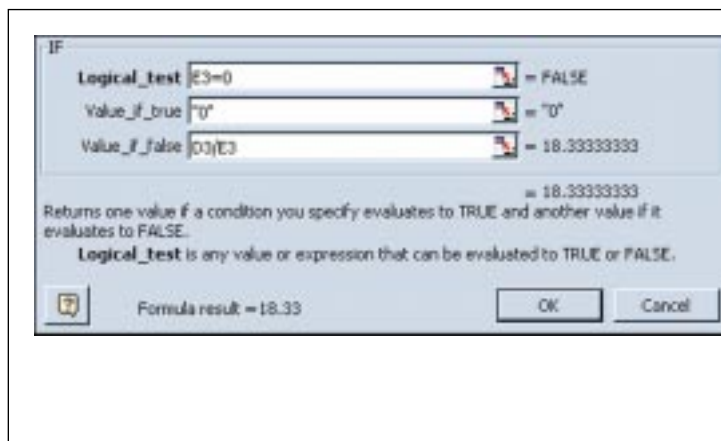 IF
Logical_test E3=0 = FALSE
Value_if_true "0" = "0"
Value_if_false D3/E3 = 18.33333333
= 18.33333333
Returns one value if a condition you specify evaluates to TRUE and another value if it
evaluates to FALSE.
Logical_test is any value or expression that can be evaluated to TRUE or FALSE.
? Formula result =18.33 OK Cancel